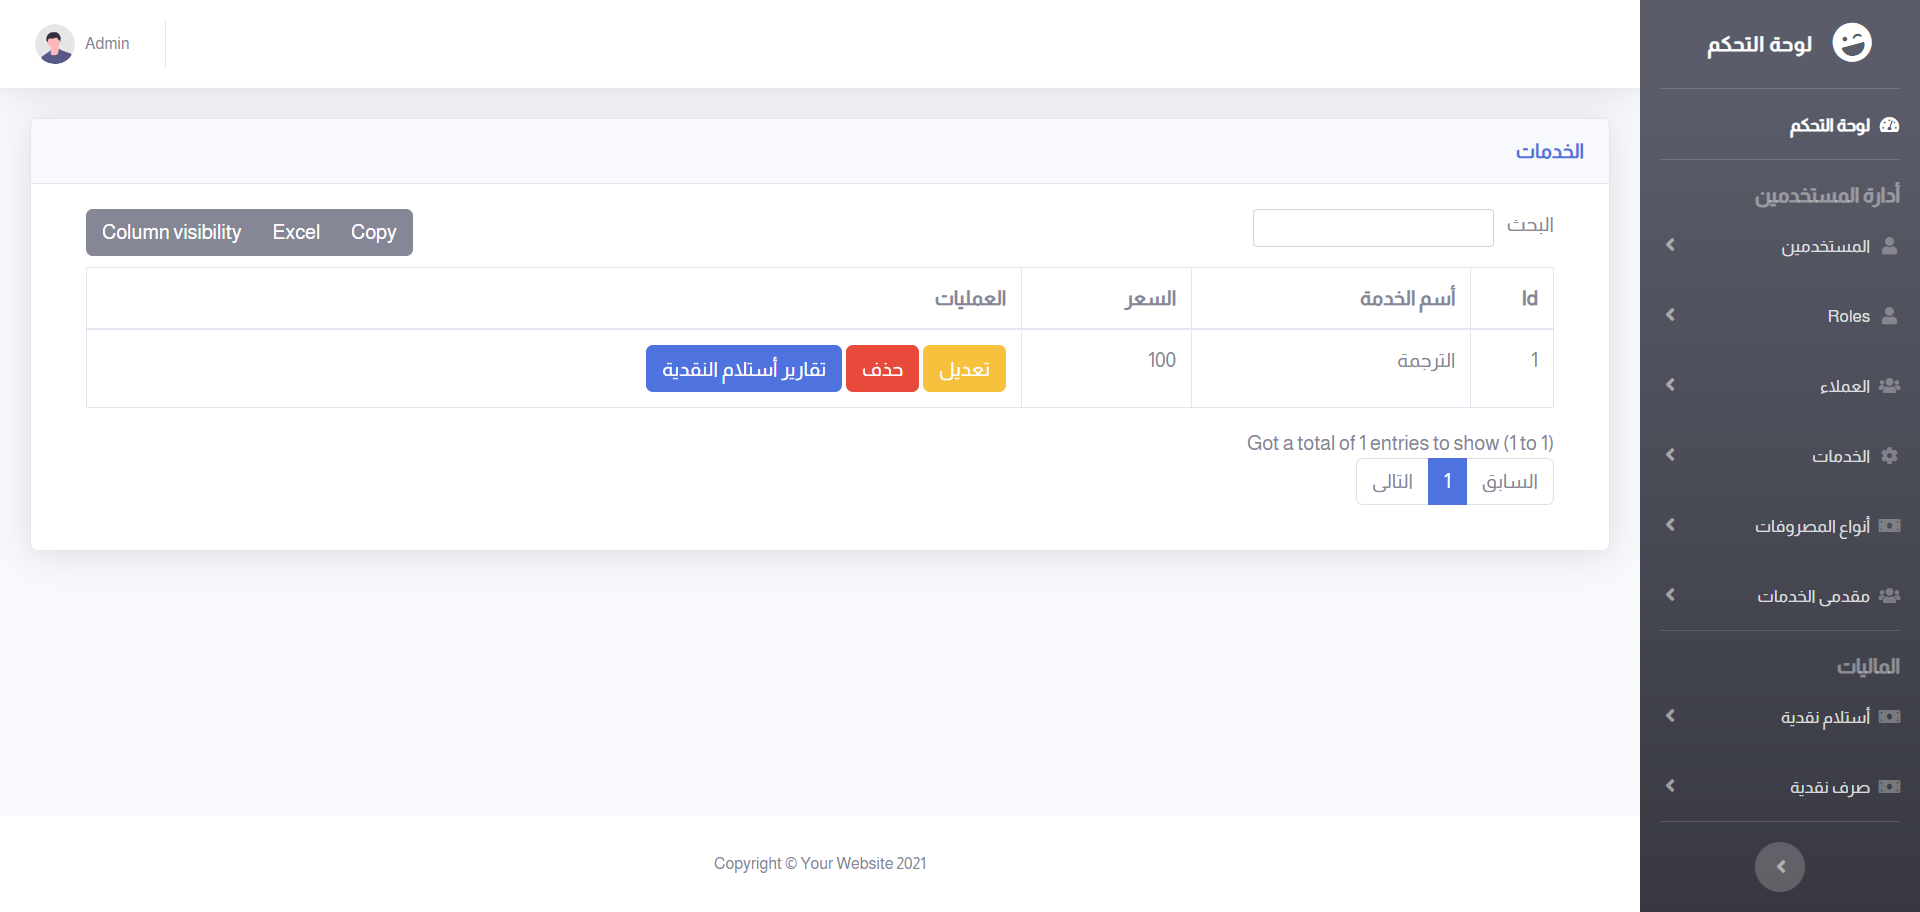 لوحة التحكم
لوحة التحكم
أدارة المستخدمين
المستخدمين
Roles
العملاء
الخدمات
أنواع المصروفات
مقدمى الخدمات
الماليات
أستلام نقدية
صرف نقدية
Admin
الخدمات
البحث
Copy Excel Column visibility
Id أسم الخدمة السعر العمليات
1 الترجمة 100 تعديل حذف تقارير أستلام النقدية
Got a total of 1 entries to show (1 to 1)
السابق 1 التالى
Copyright © Your Website 2021